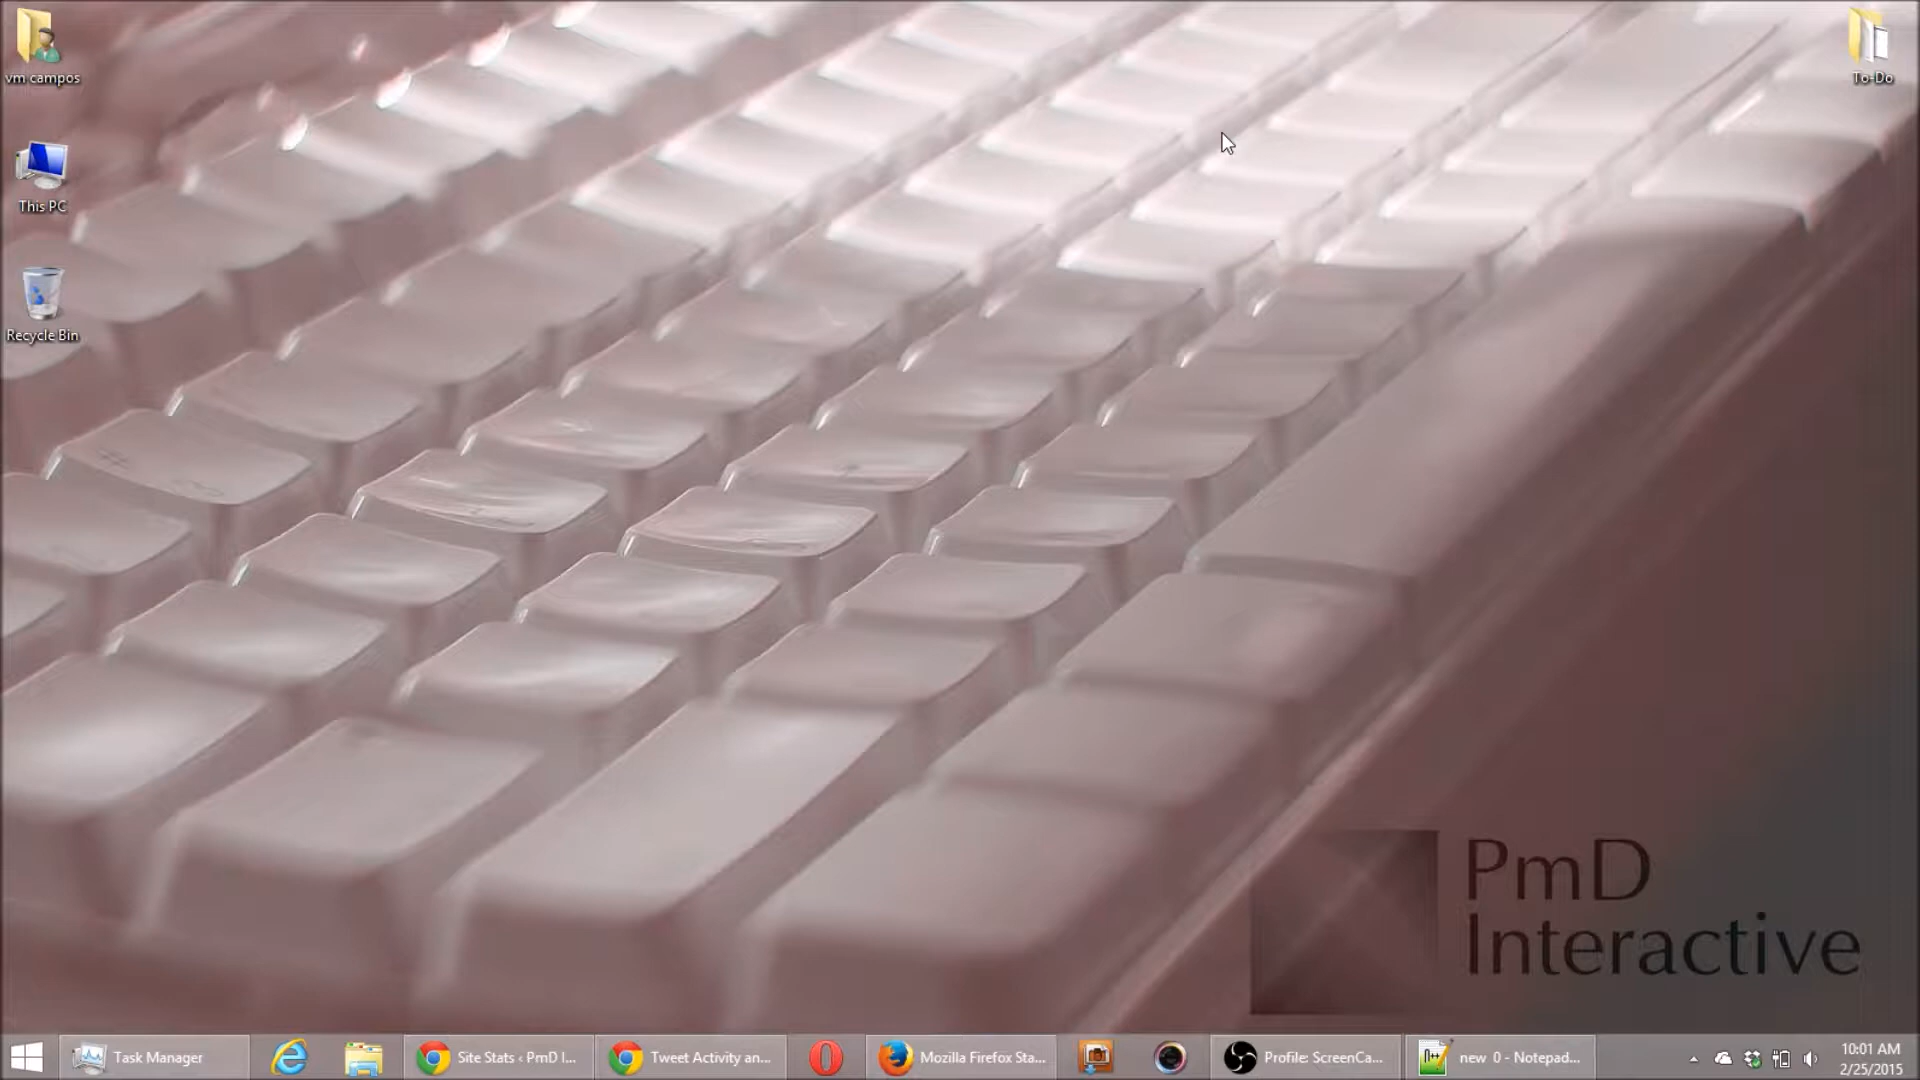 vm campos
To-Do
This PC
Recycle Bin
PmD
Interactive
Task Manager
Site Stats ‹ PmD I...
Tweet Activity an...
Mozilla Firefox Sta...
Profile: ScreenCa...
new 0 - Notepad...
10:01 AM
2/25/2015